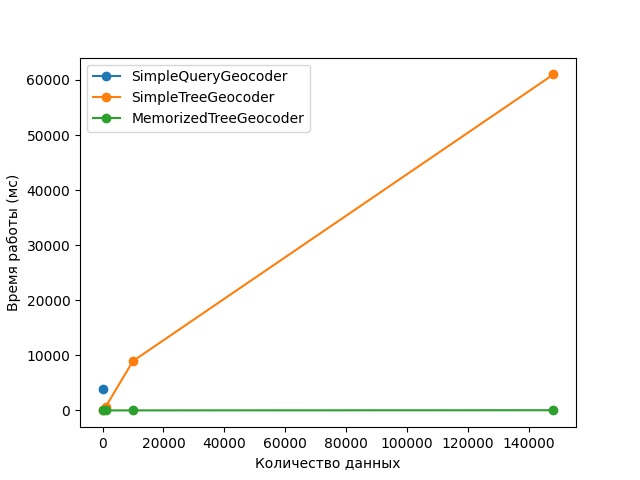 SimpleQueryGeocoder
SimpleTreeGeocoder
MemorizedTreeGeocoder
Время работы (мс)
60000
50000
40000
30000
20000
10000
0
0 20000 40000 60000 80000 100000 120000 140000
Количество данных